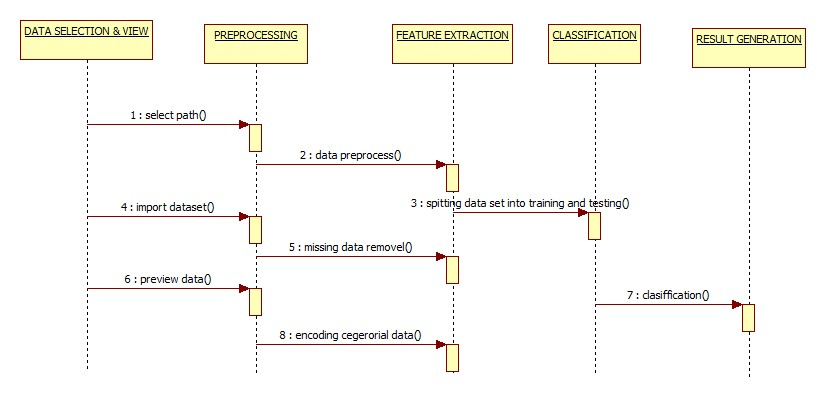 DATA SELECTION & VIEW
PREPROCESSING
FEATURE EXTRACTION
CLASSIFICATION
RESULT GENERATION
1 : select path()
2 : data preprocess()
3 : spitting data set into training and testing()
4 : import dataset()
5 : missing data removel()
6 : preview data()
7 : clasiffication()
8 : encoding cegerorial data()